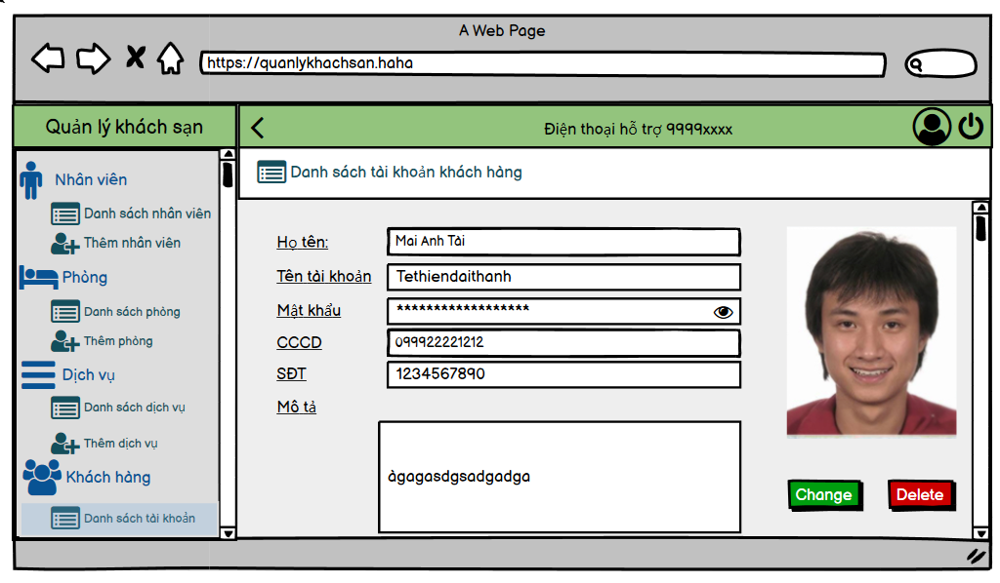 A Web Page
https://quanlykhachsan.haha
Quản lý khách sạn
Điện thoại hỗ trợ 9999xxxx
Nhân viên
Danh sách nhân viên
Thêm nhân viên
Phòng
Danh sách phòng
Thêm phòng
Dịch vụ
Danh sách dịch vụ
Thêm dịch vụ
Khách hàng
Danh sách tài khoản
Danh sách tài khoản khách hàng
Họ tên: Mai Anh Tài
Tên tài khoản Tethiendaithanh
Mật khẩu ******************
CCCD 099922221212
SĐT 1234567890
Mô tả
àgagasdgsadgadga
Change Delete